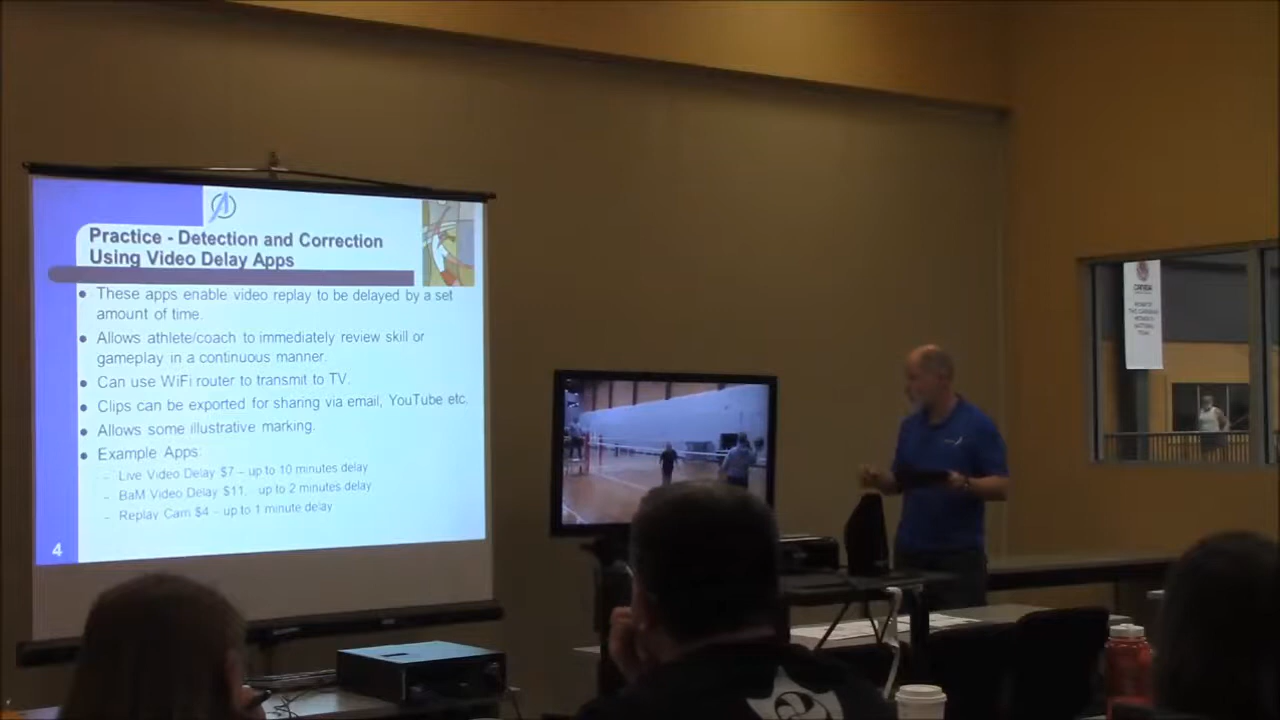 Practice - Detection and Correction
Using Video Delay Apps
These apps enable video replay to be delayed by a set
amount of time.
Allows athlete/coach to immediately review skill or
gameplay in a continuous manner.
Can use WiFi router to transmit to TV.
Clips can be exported for sharing via email, YouTube etc.
Allows some illustrative marking.
Example Apps:
– Live Video Delay $7 – up to 10 minutes delay
– BaM Video Delay $11, up to 2 minutes delay
– Replay Cam $4 – up to 1 minute delay
4
CANADA